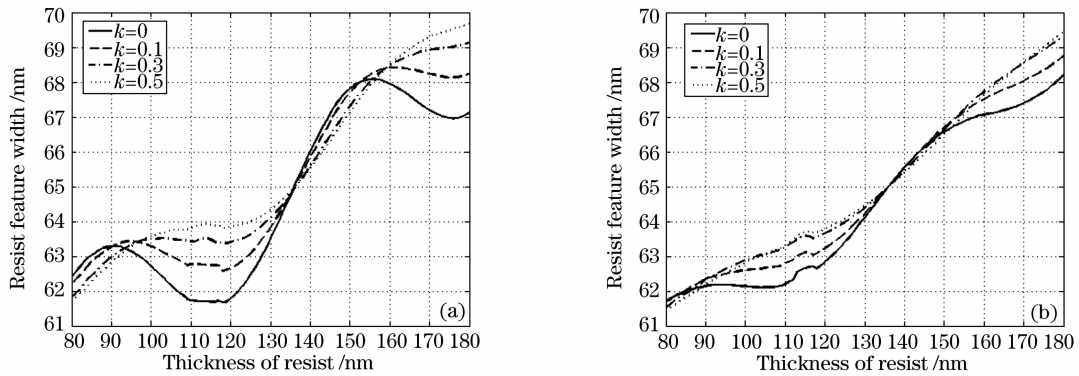 70
69
68
67
66
65
64
63
62
61
Resist feature width /nm
k=0
k=0.1
k=0.3
k=0.5
(a)
80 90 100 110 120 130 140 150 160 170 180
Thickness of resist /nm
70
69
68
67
66
65
64
63
62
61
Resist feature width /nm
k=0
k=0.1
k=0.3
k=0.5
(b)
80 90 100 110 120 130 140 150 160 170 180
Thickness of resist /nm